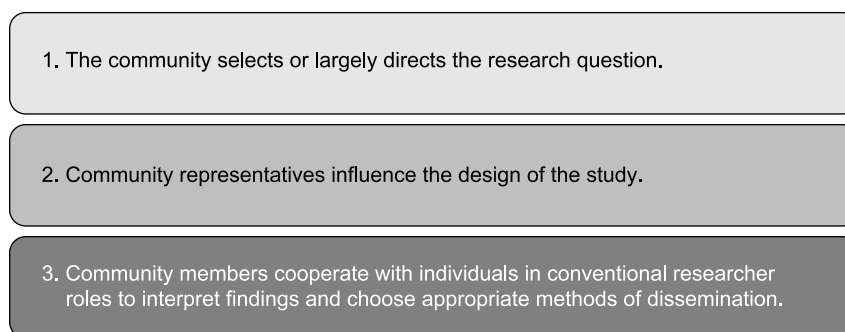 1. The community selects or largely directs the research question.
2. Community representatives influence the design of the study.
3. Community members cooperate with individuals in conventional researcher
roles to interpret findings and choose appropriate methods of dissemination.